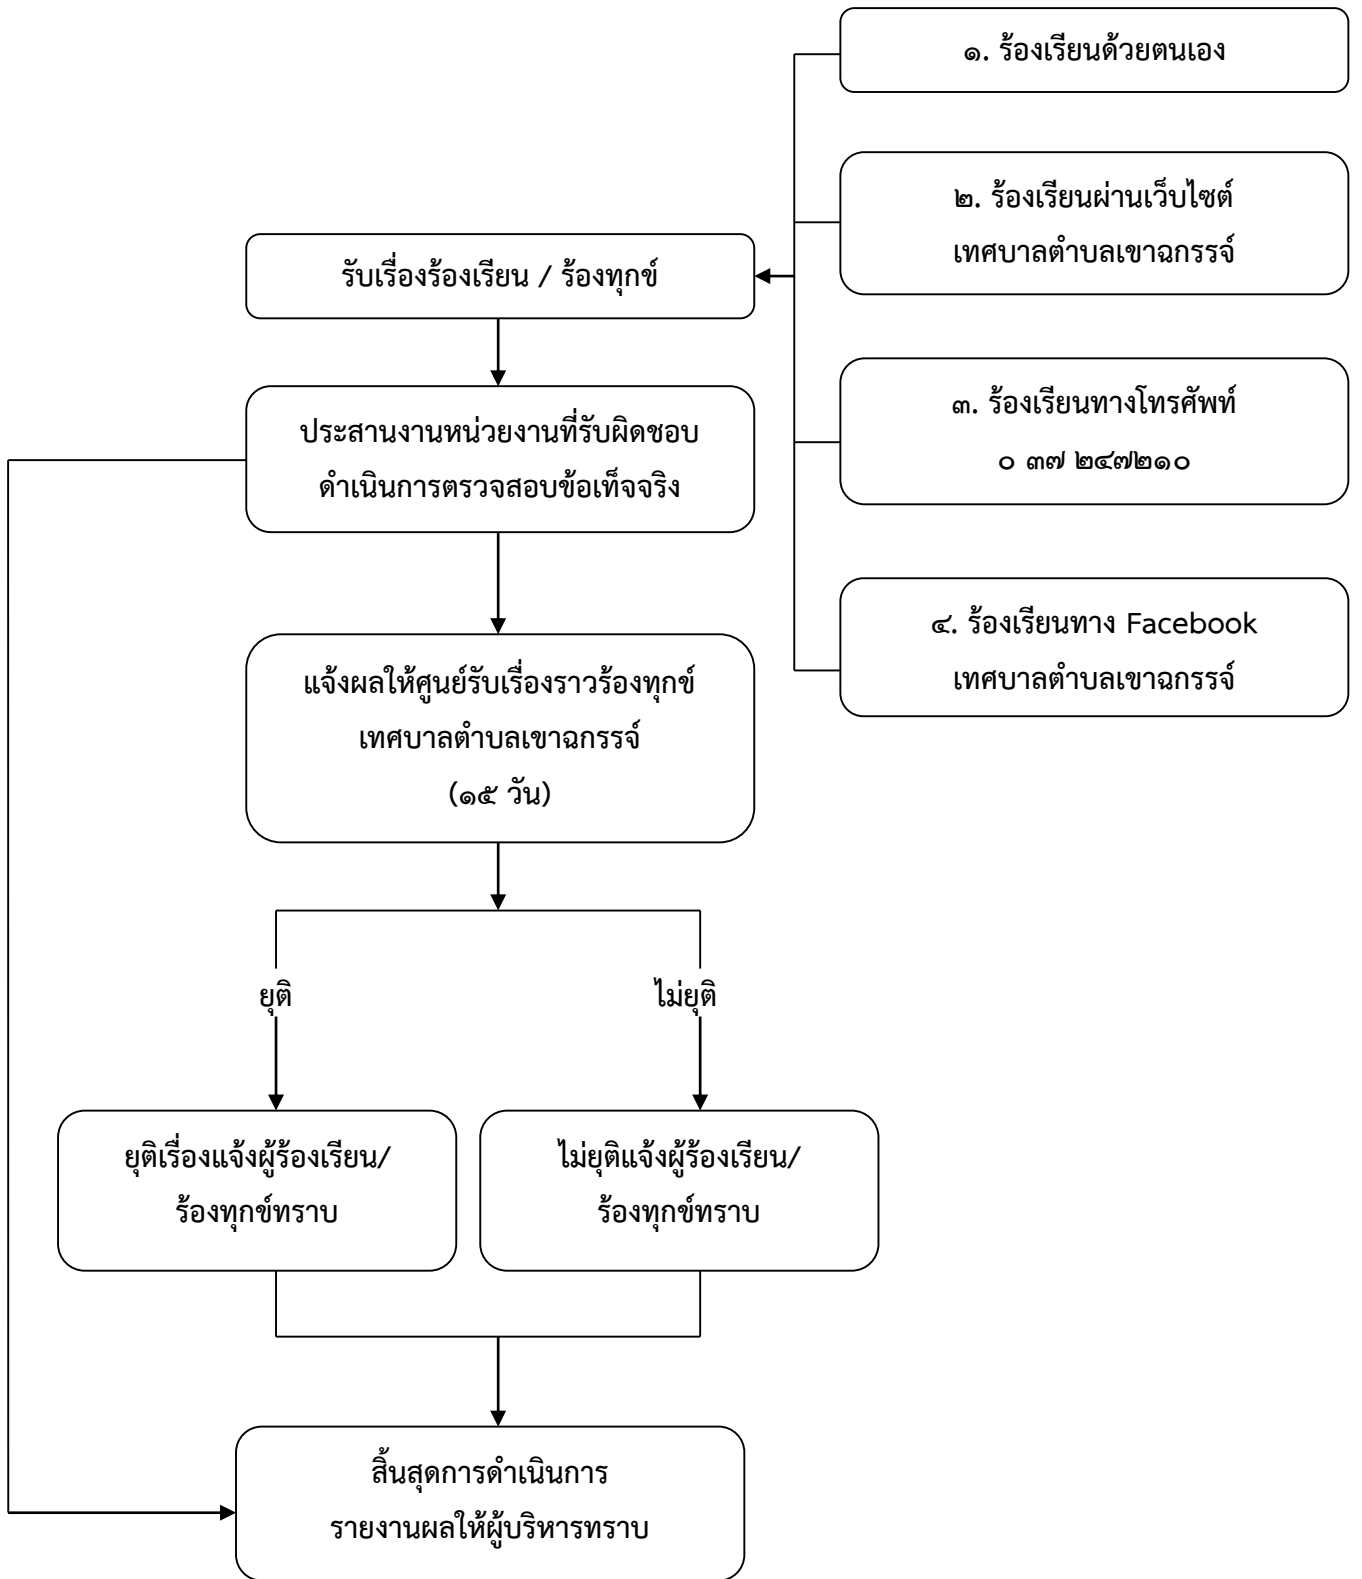 ๑. ร้องเรียนด้วยตนเอง
๒. ร้องเรียนผ่านเว็บไซต์
เทศบาลตำบลเขาฉกรรจ์
รับเรื่องร้องเรียน / ร้องทุกข์
๓. ร้องเรียนทางโทรศัพท์
๐ ๓๗ ๒๔๗๒๑๐
ประสานงานหน่วยงานที่รับผิดชอบ
ดำเนินการตรวจสอบข้อเท็จจริง
๔. ร้องเรียนทาง Facebook
เทศบาลตำบลเขาฉกรรจ์
แจ้งผลให้ศูนย์รับเรื่องราวร้องทุกข์
เทศบาลตำบลเขาฉกรรจ์
(๑๕ วัน)
ยุติ
ไม่ยุติ
ยุติเรื่องแจ้งผู้ร้องเรียน/
ร้องทุกข์ทราบ
ไม่ยุติแจ้งผู้ร้องเรียน/
ร้องทุกข์ทราบ
สิ้นสุดการดำเนินการ
รายงานผลให้ผู้บริหารทราบ